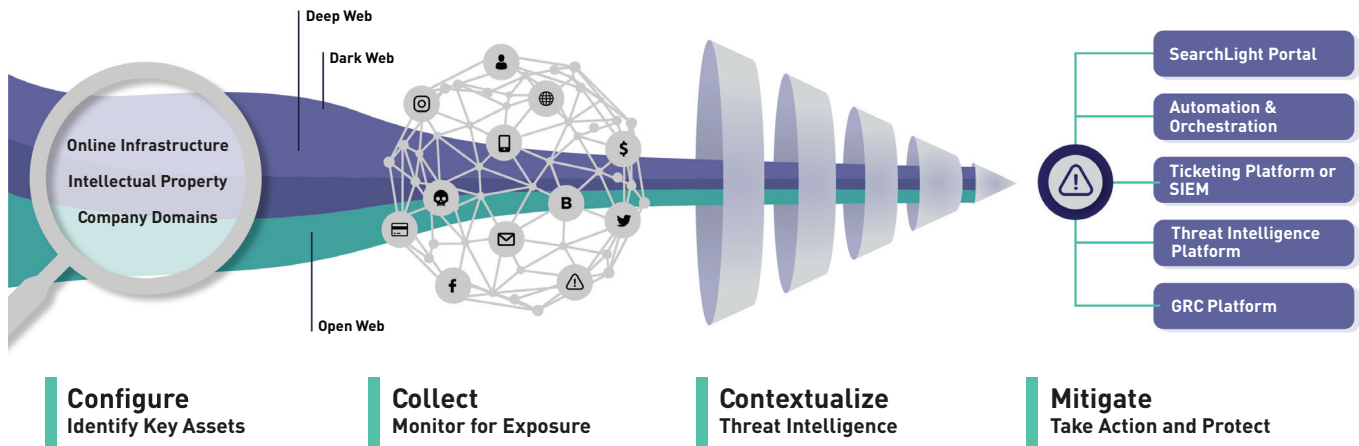 Deep Web
Dark Web
Online Infrastructure
Intellectual Property
Company Domains
Open Web
$
B
f
SearchLight Portal
Automation &
Orchestration
Ticketing Platform or
SIEM
Threat Intelligence
Platform
GRC Platform
Configure
Identify Key Assets
Collect
Monitor for Exposure
Contextualize
Threat Intelligence
Mitigate
Take Action and Protect